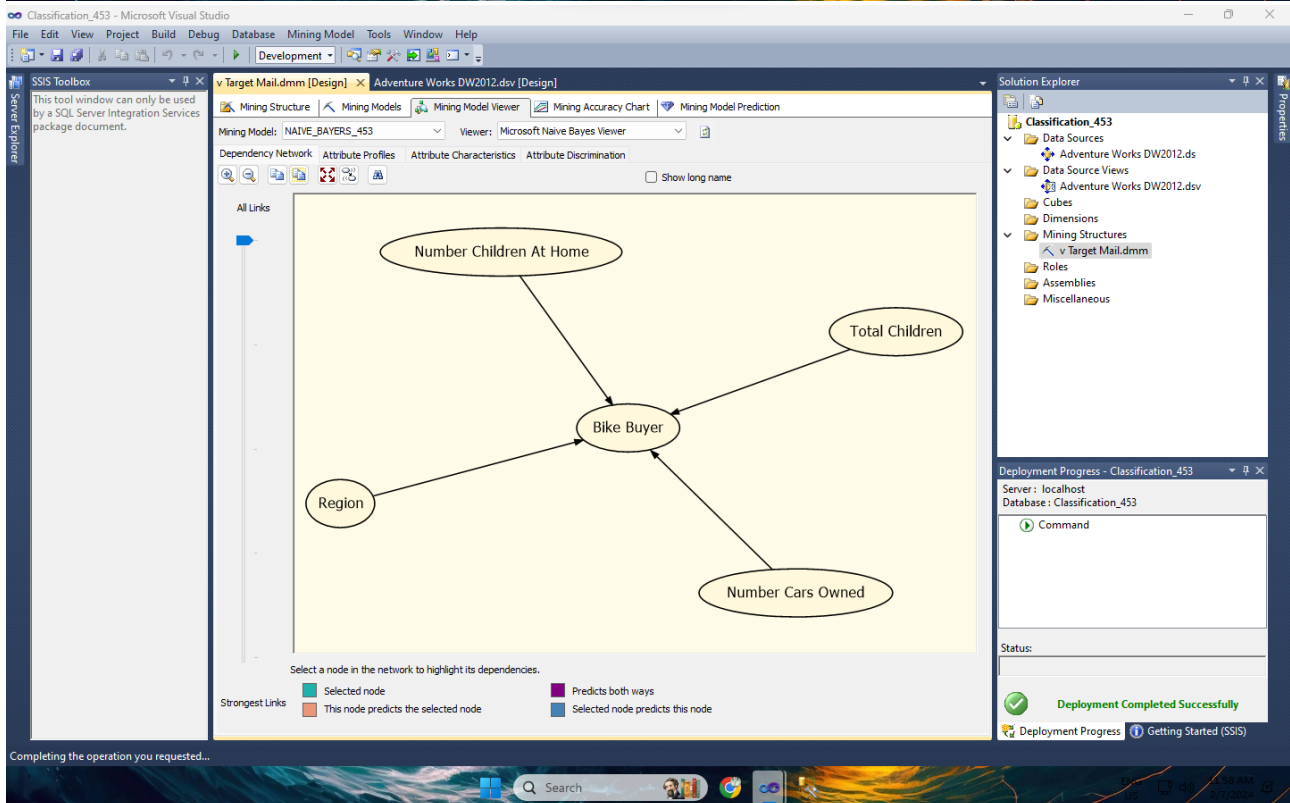 Classification_453 - Microsoft Visual Studio
File Edit View Project Build Debug Database Mining Model Tools Window Help
Development
Server Explorer
SSIS Toolbox
This tool window can only be used
by a SQL Server Integration Services
package document.
v Target Mail.dmm [Design] Adventure Works DW2012.dsv [Design]
Mining Structure Mining Models Mining Model Viewer Mining Accuracy Chart Mining Model Prediction
Mining Model: NAIVE_BAYERS_453 Viewer: Microsoft Naive Bayes Viewer
Dependency Network Attribute Profiles Attribute Characteristics Attribute Discrimination
Show long name
All Links
Number Children At Home
Total Children
Bike Buyer
Region
Number Cars Owned
Select a node in the network to highlight its dependencies.
Selected node Predicts both ways
Strongest Links
This node predicts the selected node Selected node predicts this node
Solution Explorer
Classification_453
Data Sources
Adventure Works DW2012.ds
Data Source Views
Adventure Works DW2012.dsv
Cubes
Dimensions
Mining Structures
v Target Mail.dmm
Roles
Assemblies
Miscellaneous
Properties
Deployment Progress - Classification_453
Server : localhost
Database : Classification_453
Command
Status:
Deployment Completed Successfully
Deployment Progress Getting Started (SSIS)
Completing the operation you requested...
Search
ENG
US
2/7/2024